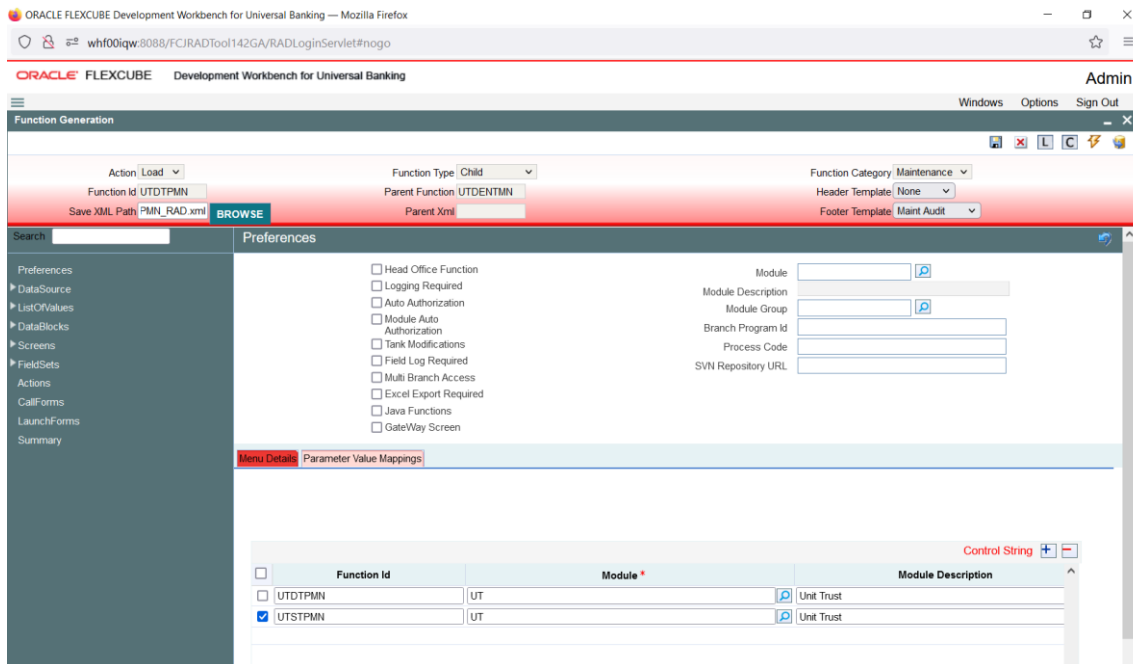 ORACLE FLEXCUBE Development Workbench for Universal Banking — Mozilla Firefox
whf00iqw:8088/FCJRADTool142GA/RADLoginServlet#nogo
ORACLE FLEXCUBE Development Workbench for Universal Banking Admin
Windows Options Sign Out
Function Generation
L C
Action Load Function Type Child Function Category Maintenance
Function Id UTDTPMN Parent Function UTDENTMN Header Template None
Save XML Path PMN_RAD.xml BROWSE Parent Xml Footer Template Maint Audit
Search Preferences
Preferences
DataSource
ListOfValues
DataBlocks
Screens
FieldSets
Actions
CallForms
LaunchForms
Summary
Head Office Function
Logging Required
Auto Authorization
Module Auto
Authorization
Tank Modifications
Field Log Required
Multi Branch Access
Excel Export Required
Java Functions
GateWay Screen
Module
Module Description
Module Group
Branch Program Id
Process Code
SVN Repository URL
Menu Details Parameter Value Mappings
Control String + −
Function Id Module * Module Description
UTDTPMN UT Unit Trust
UTSTPMN UT Unit Trust